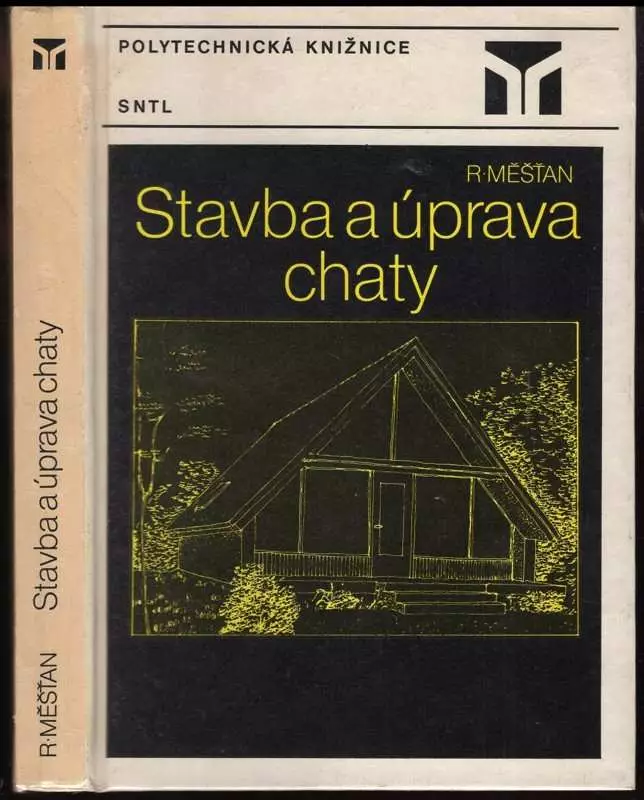 POLYTECHNICKÁ KNIŽNICE
SNTL
R·MĚŠŤAN
Stavba a úprava
chaty
R·MĚŠŤAN Stavba a úprava chaty